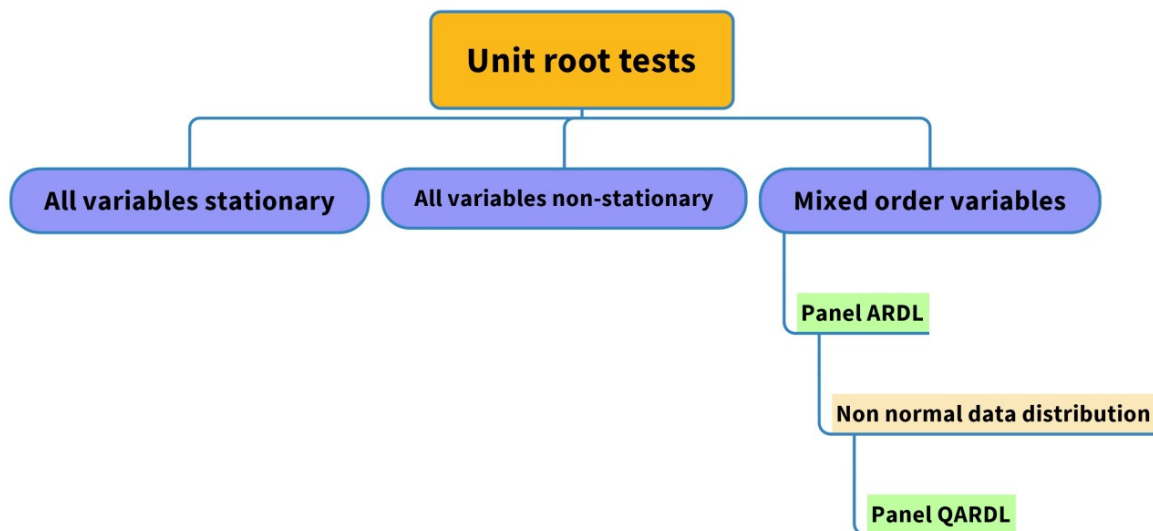 Unit root tests
All variables stationary
All variables non-stationary
Mixed order variables
Panel ARDL
Non normal data distribution
Panel QARDL